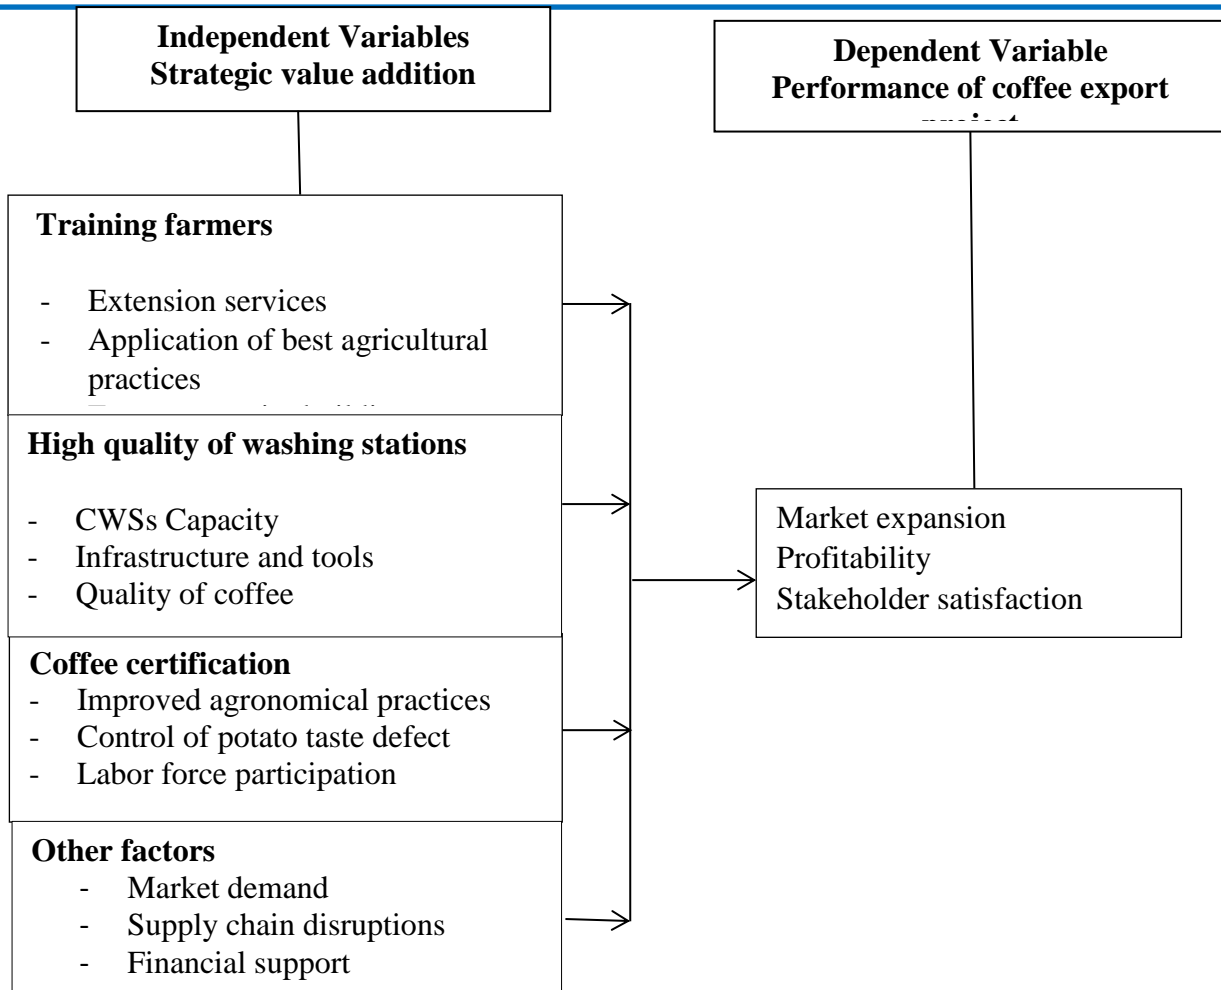 Independent Variables
Strategic value addition
Dependent Variable
Performance of coffee export
project
Training farmers
- Extension services
- Application of best agricultural
practices
High quality of washing stations
- CWSs Capacity
- Infrastructure and tools
- Quality of coffee
Coffee certification
- Improved agronomical practices
- Control of potato taste defect
- Labor force participation
Other factors
- Market demand
- Supply chain disruptions
- Financial support
Market expansion
Profitability
Stakeholder satisfaction